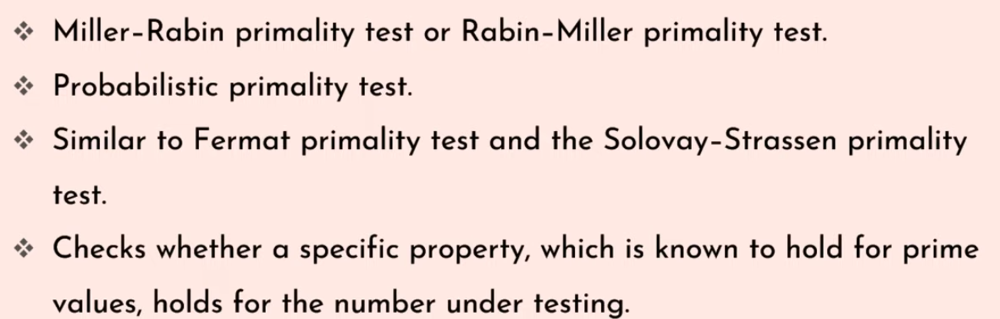 ❖ Miller–Rabin primality test or Rabin–Miller primality test.
❖ Probabilistic primality test.
❖ Similar to Fermat primality test and the Solovay–Strassen primality
test.
❖ Checks whether a specific property, which is known to hold for prime
values, holds for the number under testing.